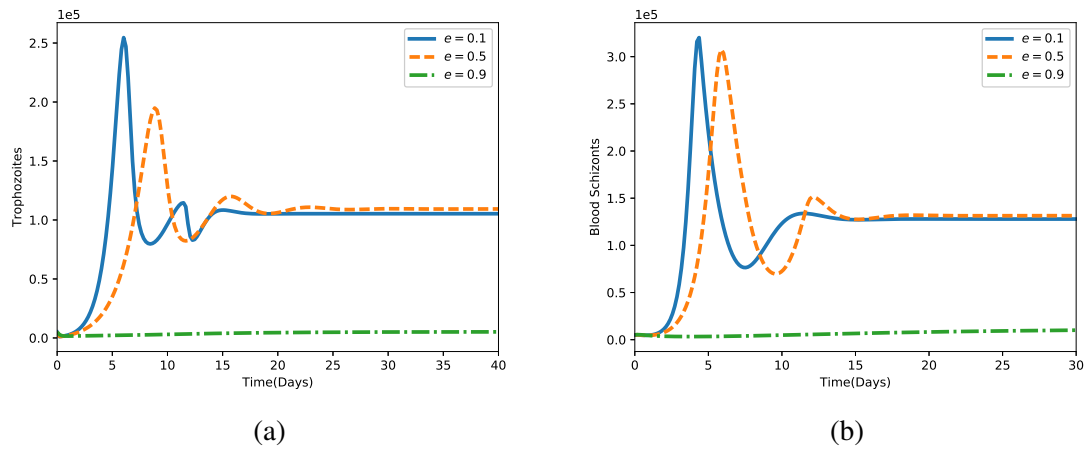 1e5
Trophozoites
2.5
2.0
1.5
1.0
0.5
0.0
0 5 10 15 20 25 30 35 40
Time(Days)
e = 0.1
e = 0.5
e = 0.9
(a)
1e5
Blood Schizonts
3.0
2.5
2.0
1.5
1.0
0.5
0.0
0 5 10 15 20 25 30
Time(Days)
e = 0.1
e = 0.5
e = 0.9
(b)